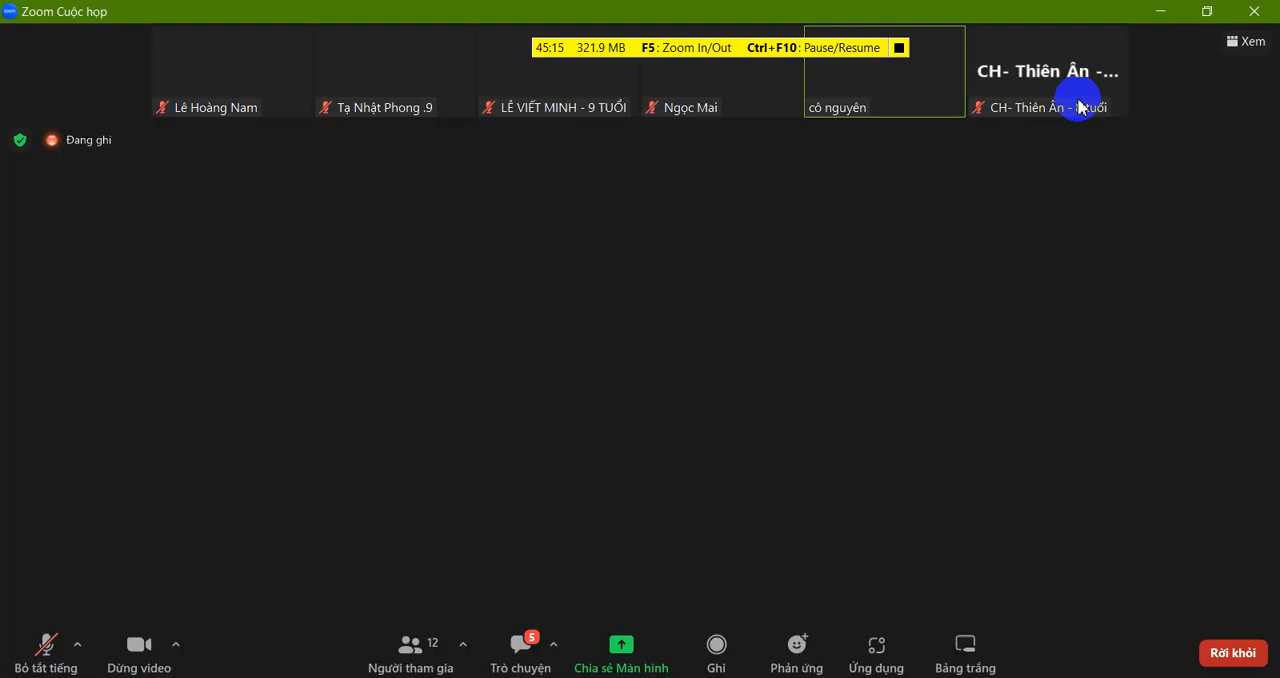 zoom Zoom Cuộc họp
45:15 321.9 MB F5: Zoom In/Out Ctrl+F10: Pause/Resume
Xem
CH- Thiên Ân -...
Lê Hoàng Nam
Tạ Nhật Phong .9
LÊ VIẾT MINH - 9 TUỔI
Ngọc Mai
cô nguyên
CH- Thiên Ân - tuổi
Đang ghi
12
5
Bỏ tắt tiếng
Dừng video
Người tham gia
Trò chuyện
Chia sẻ Màn hình
Ghi
Phản ứng
Ứng dụng
Bảng trắng
Rời khỏi